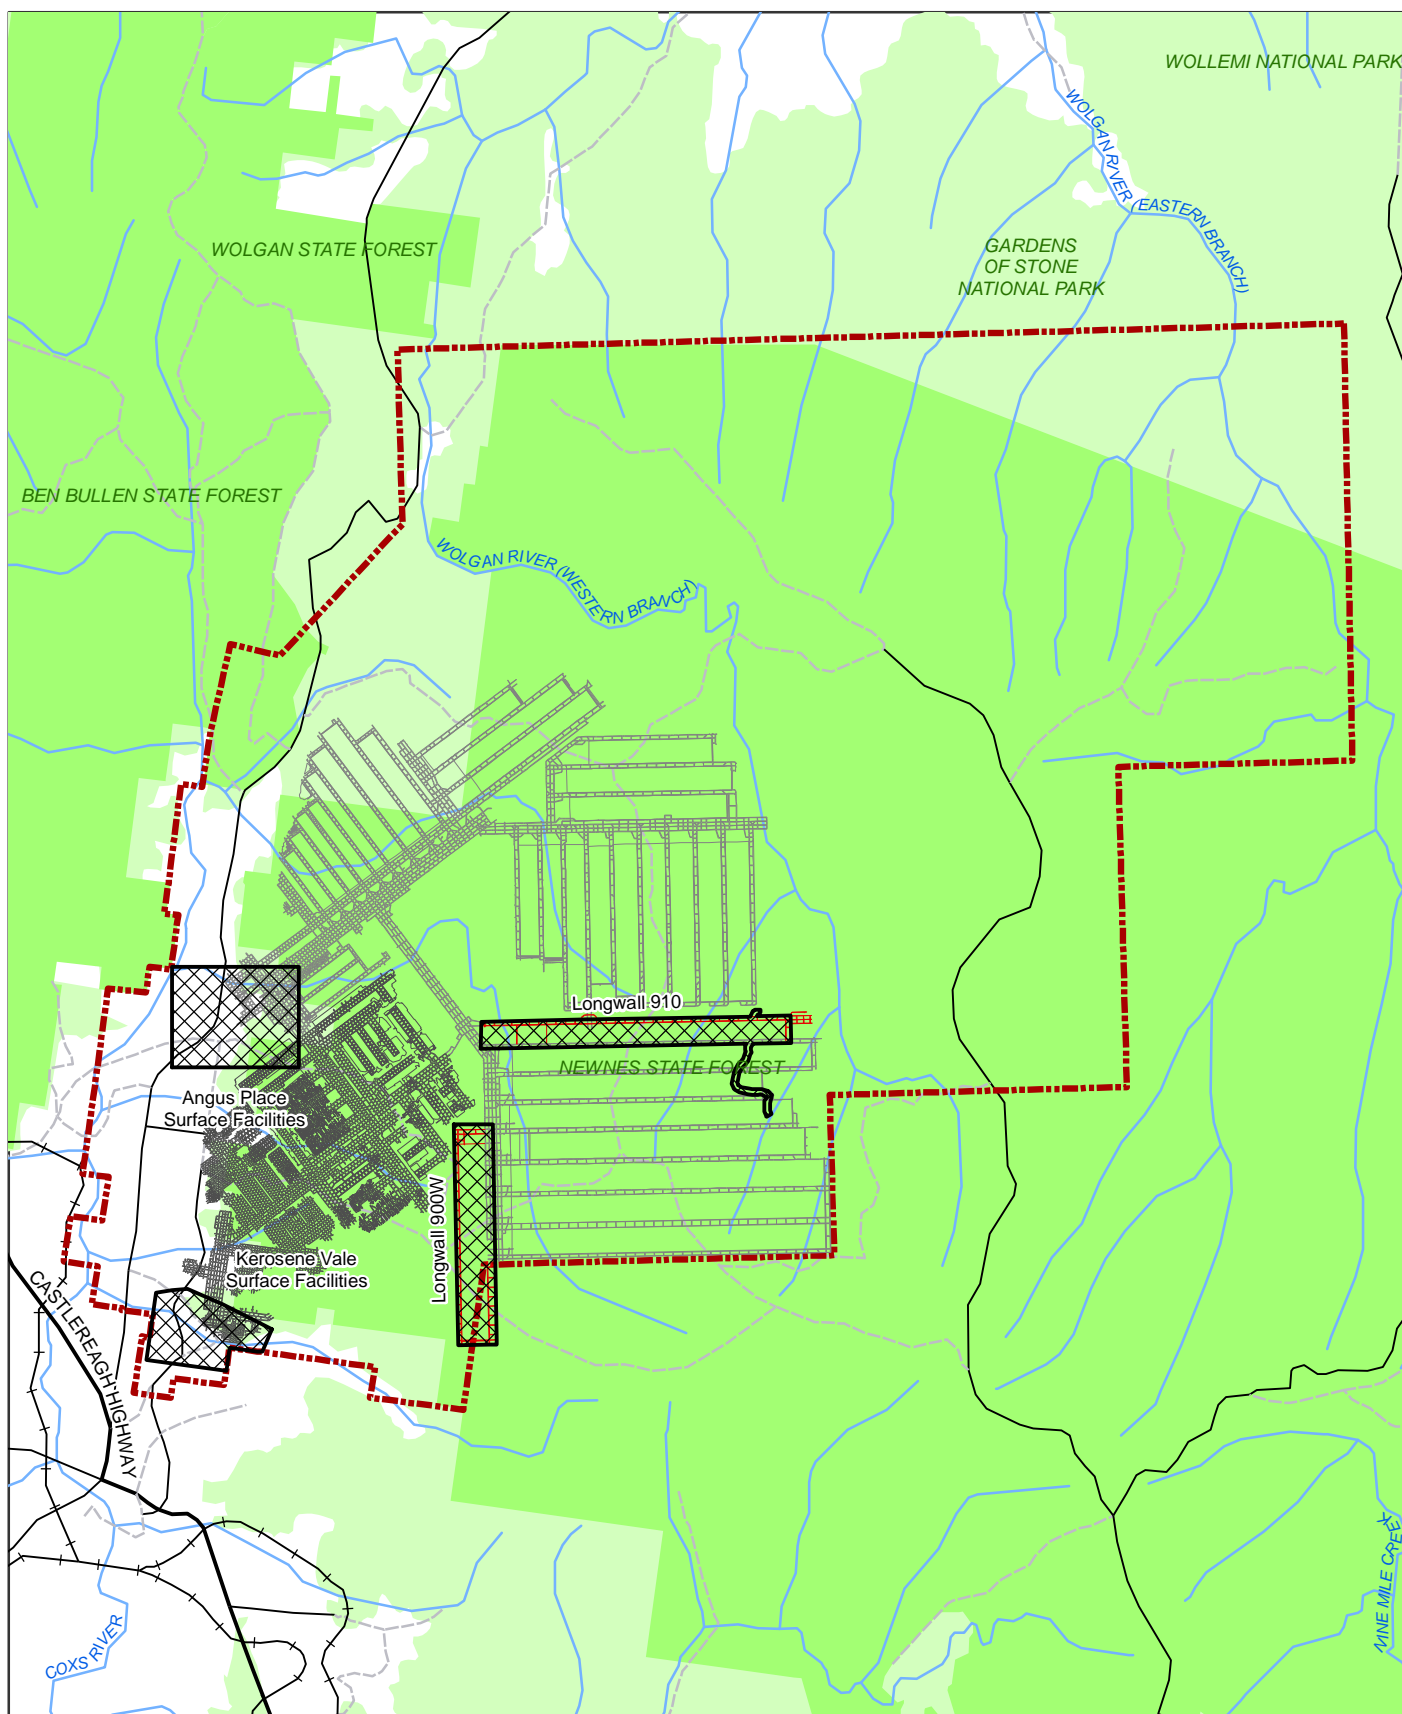 WOLLEMI NATIONAL PARK
WOLGAN RIVER (EASTERN BRANCH)
WOLGAN STATE FOREST
GARDENS
OF STONE
NATIONAL PARK
BEN BULLEN STATE FOREST
WOLGAN RIVER (WESTERN BRANCH)
Longwall 910
NEWNES STATE FOREST
Angus Place
Surface Facilities
Longwall 900W
Kerosene Vale
Surface Facilities
CASTLEREAGH HIGHWAY
NINE MILE CREEK
COXS RIVER